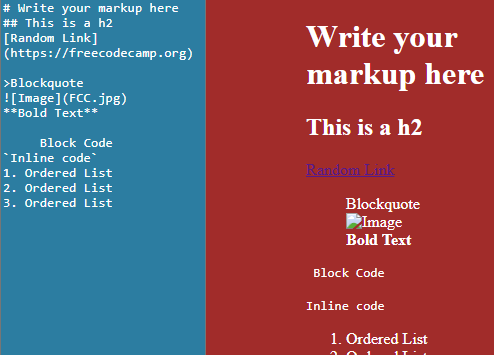 # Write your markup here
## This is a h2
[Random Link]
(https://freecodecamp.org)
>Blockquote
![Image](FCC.jpg)
**Bold Text**
Block Code
`Inline code`
1. Ordered List
2. Ordered List
3. Ordered List
Write your
markup here
This is a h2
Random Link
Blockquote
Image
Bold Text
Block Code
Inline code
1. Ordered List
2. Ordered List